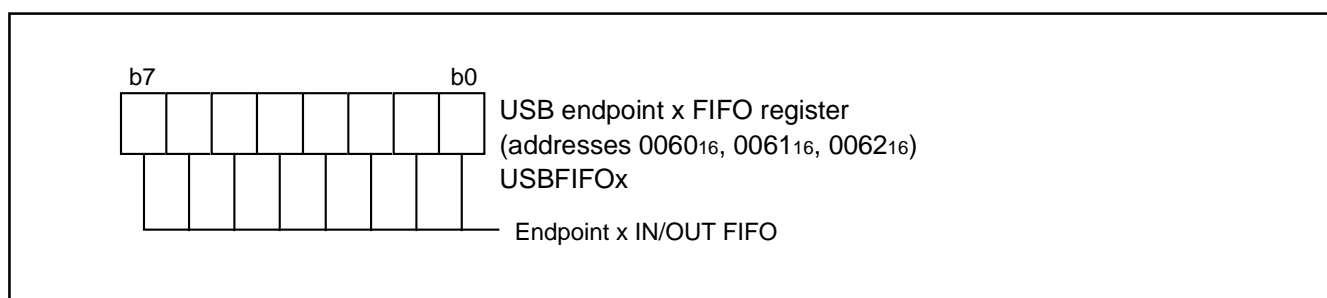 b7 b0
USB endpoint x FIFO register
(addresses 0060₁₆, 0061₁₆, 0062₁₆)
USBFIFOx
Endpoint x IN/OUT FIFO